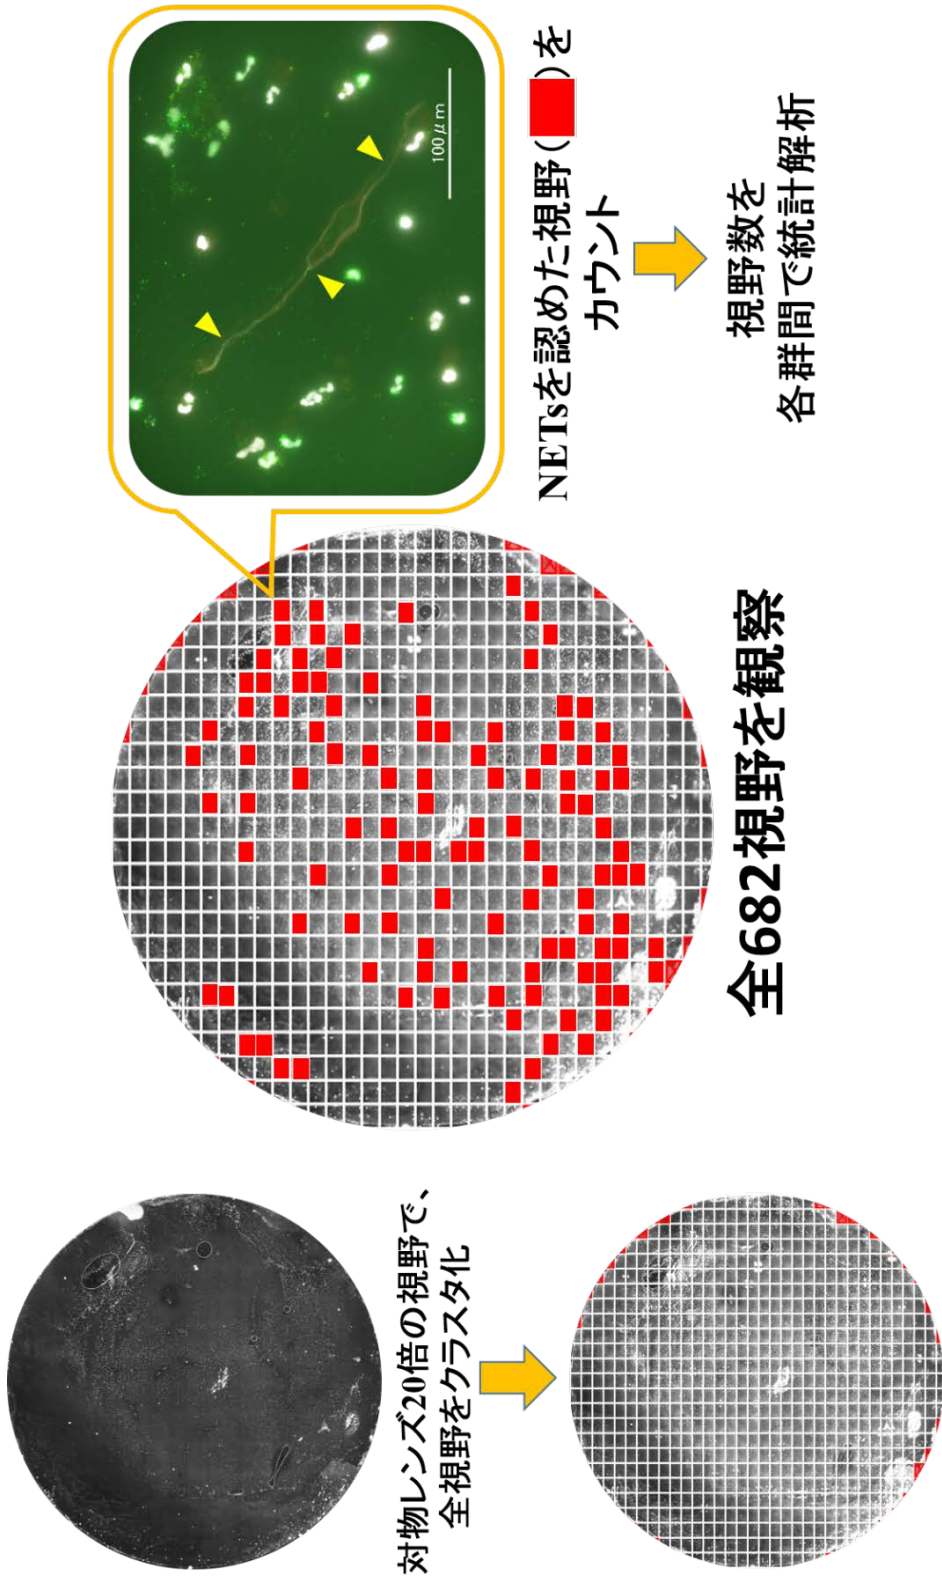 対物レンズ20倍の視野で、
全視野をクラスタ化
全682視野を観察
100μm
NETsを認めた視野( )を
カウント
視野数を
各群間で統計解析